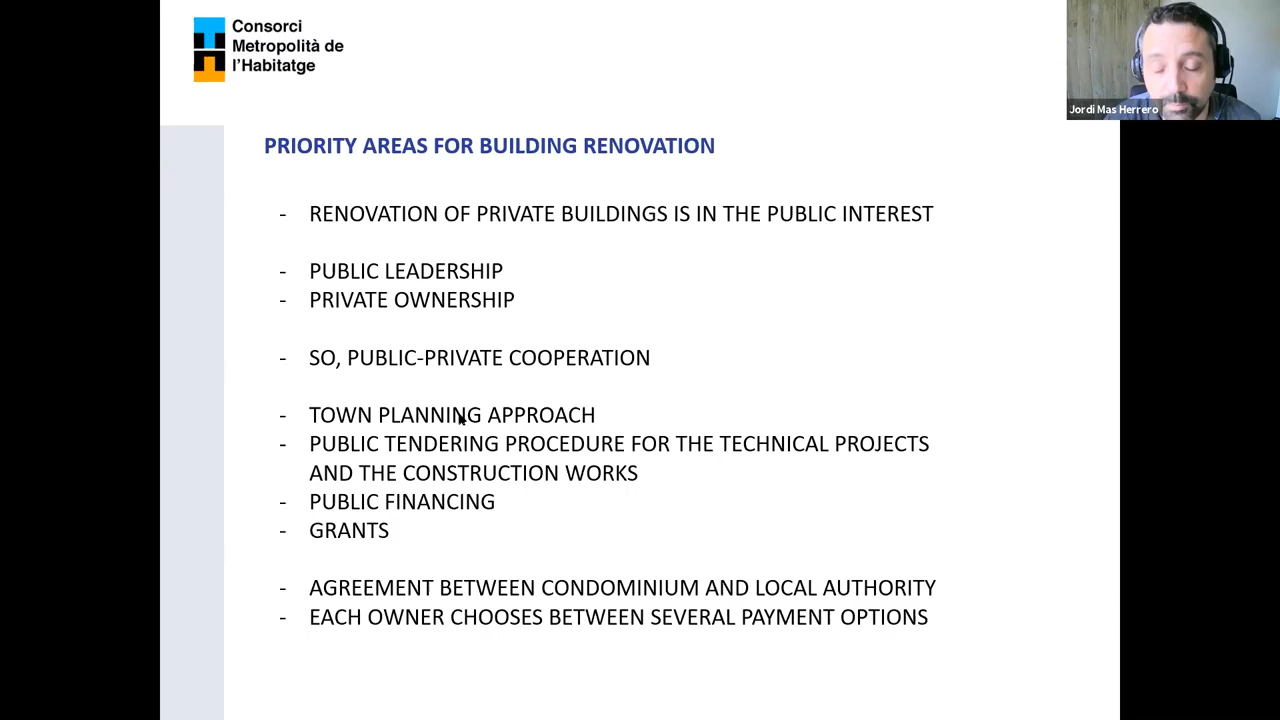 Consorci
Metropolità de
l'Habitatge
Jordi Mas Herrero
PRIORITY AREAS FOR BUILDING RENOVATION
- RENOVATION OF PRIVATE BUILDINGS IS IN THE PUBLIC INTEREST
- PUBLIC LEADERSHIP
- PRIVATE OWNERSHIP
- SO, PUBLIC-PRIVATE COOPERATION
- TOWN PLANNING APPROACH
- PUBLIC TENDERING PROCEDURE FOR THE TECHNICAL PROJECTS
AND THE CONSTRUCTION WORKS
- PUBLIC FINANCING
- GRANTS
- AGREEMENT BETWEEN CONDOMINIUM AND LOCAL AUTHORITY
- EACH OWNER CHOOSES BETWEEN SEVERAL PAYMENT OPTIONS